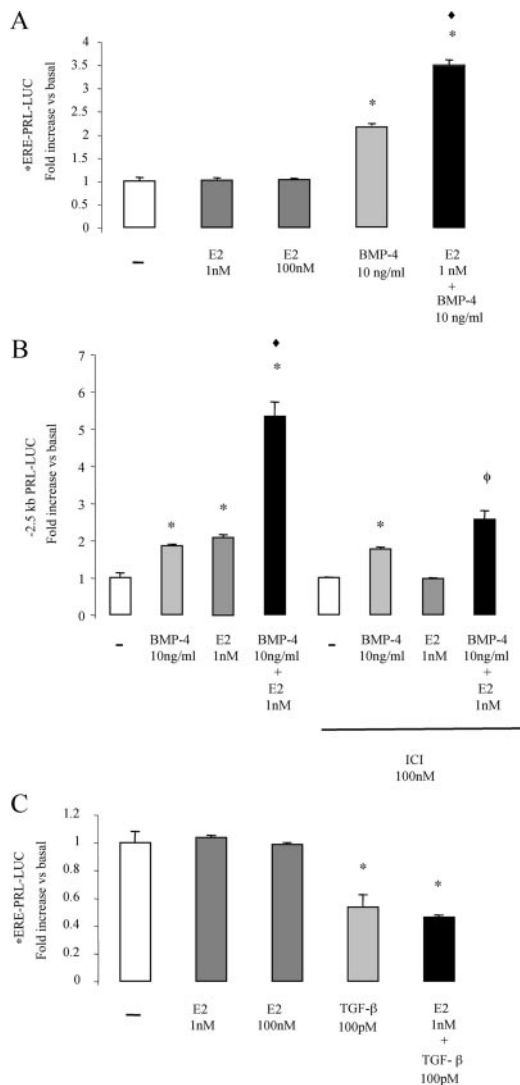 A
*ERE-PRL-LUC
Fold increase vs basal
4
3.5
3
2.5
2
1.5
1
0.5
0
*
♦
*
–
E2
1nM
E2
100nM
BMP-4
10 ng/ml
E2
1 nM
+
BMP-4
10 ng/ml
B
-2.5 kb PRL-LUC
Fold increase vs basal
7
6
5
4
3
2
1
0
*
*
♦
*
*
ϕ
-
BMP-4
10ng/ml
E2
1nM
BMP-4
10ng/ml
+
E2
1nM
-
BMP-4
10ng/ml
E2
1nM
BMP-4
10ng/ml
+
E2
1nM
ICI
100nM
C
*ERE-PRL-LUC
Fold increase vs basal
1.2
1
0.8
0.6
0.4
0.2
0
*
*
–
E2
1nM
E2
100nM
TGF-β
100pM
E2
1nM
+
TGF- β
100pM